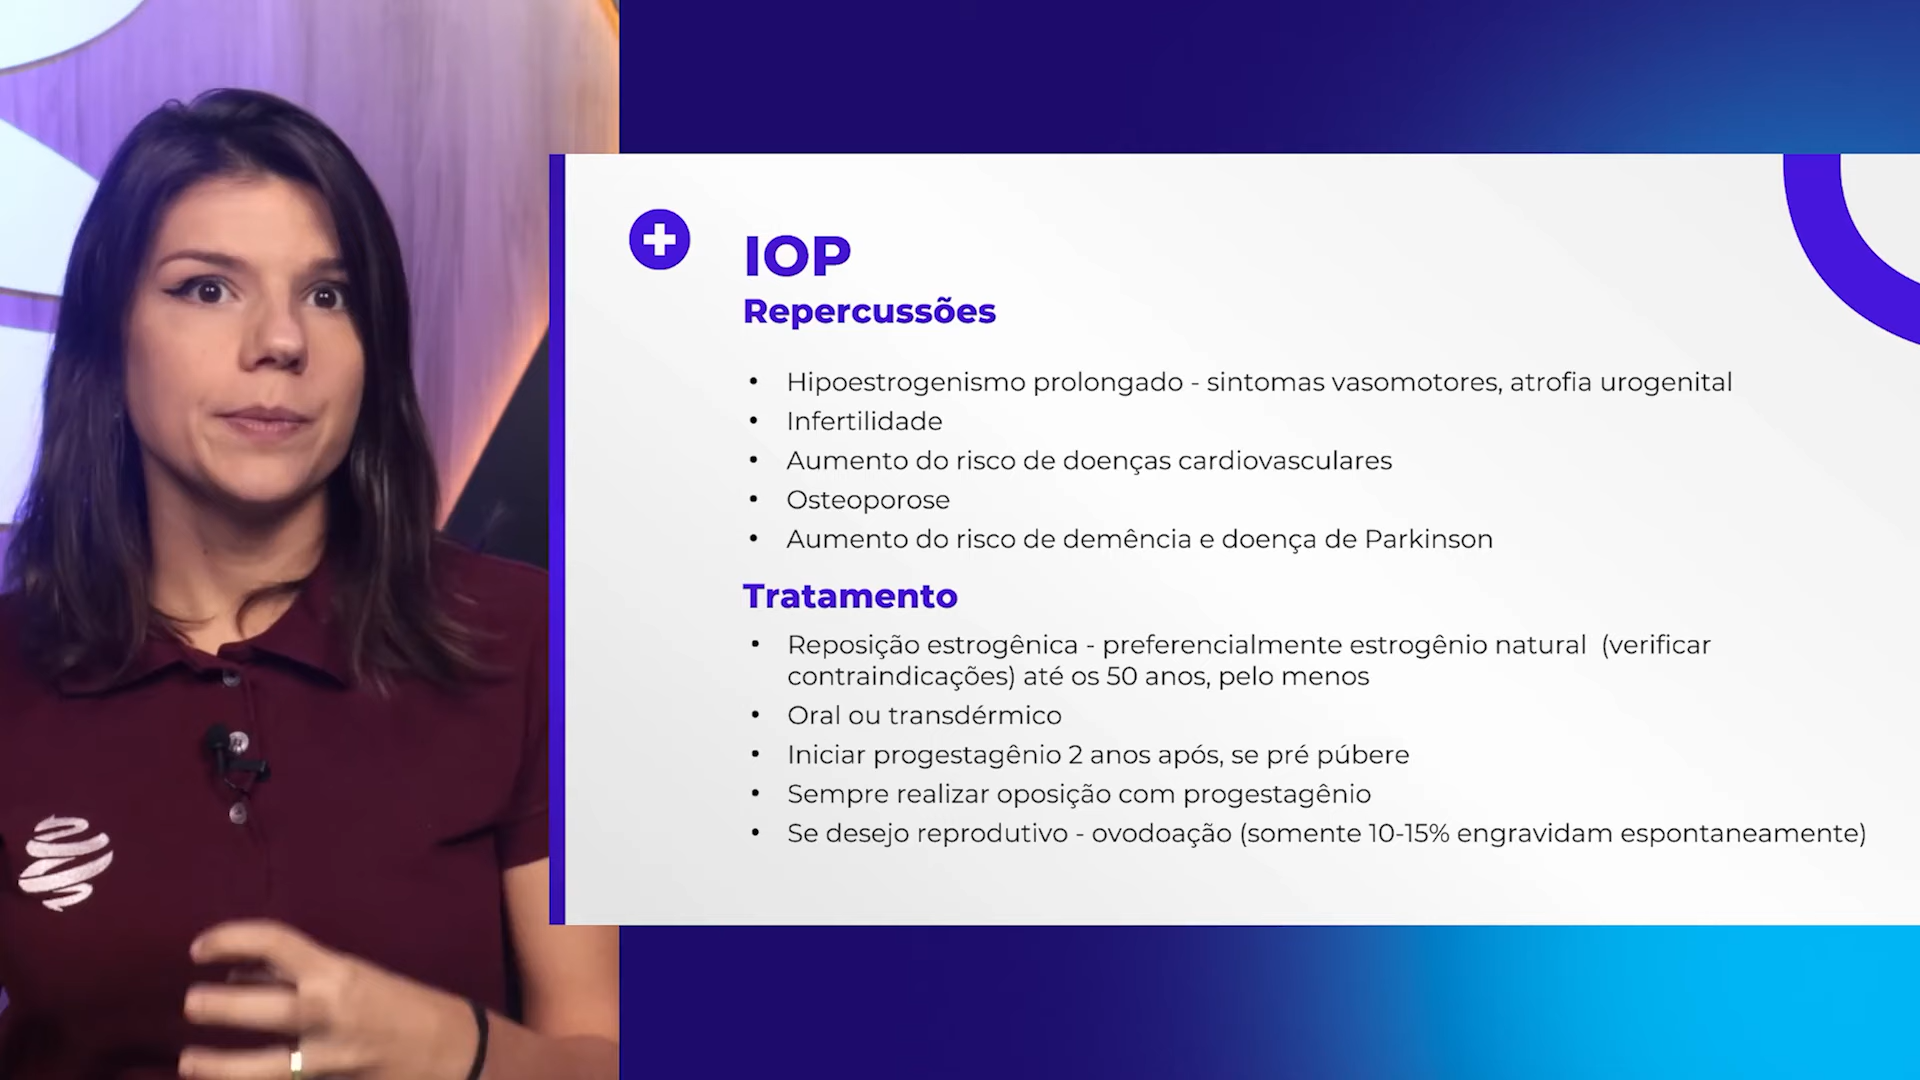 IOP
Repercussões
• Hipoestrogenismo prolongado - sintomas vasomotores, atrofia urogenital
• Infertilidade
• Aumento do risco de doenças cardiovasculares
• Osteoporose
• Aumento do risco de demência e doença de Parkinson
Tratamento
• Reposição estrogênica - preferencialmente estrogênio natural (verificar
contraindicações) até os 50 anos, pelo menos
• Oral ou transdérmico
• Iniciar progestagênio 2 anos após, se pré púbere
• Sempre realizar oposição com progestagênio
• Se desejo reprodutivo - ovodoação (somente 10-15% engravidam espontaneamente)